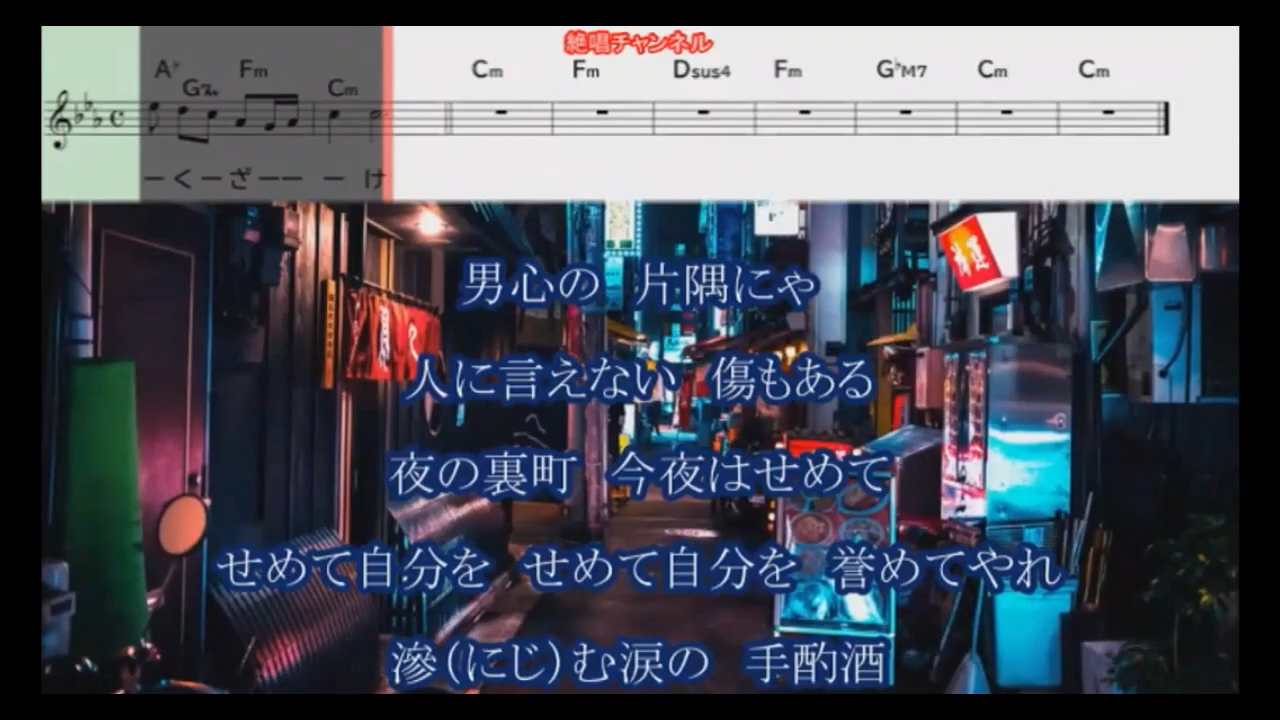 絶唱チャンネル
A♭ G7 Fm Cm Cm Fm Dsus4 Fm G♭M7 Cm Cm
ーくーざーー ー け
男心の 片隅にゃ
人に言えない 傷もある
夜の裏町 今夜はせめて
せめて自分を せめて自分を 誉めてやれ
滲(にじ)む涙の 手酌酒